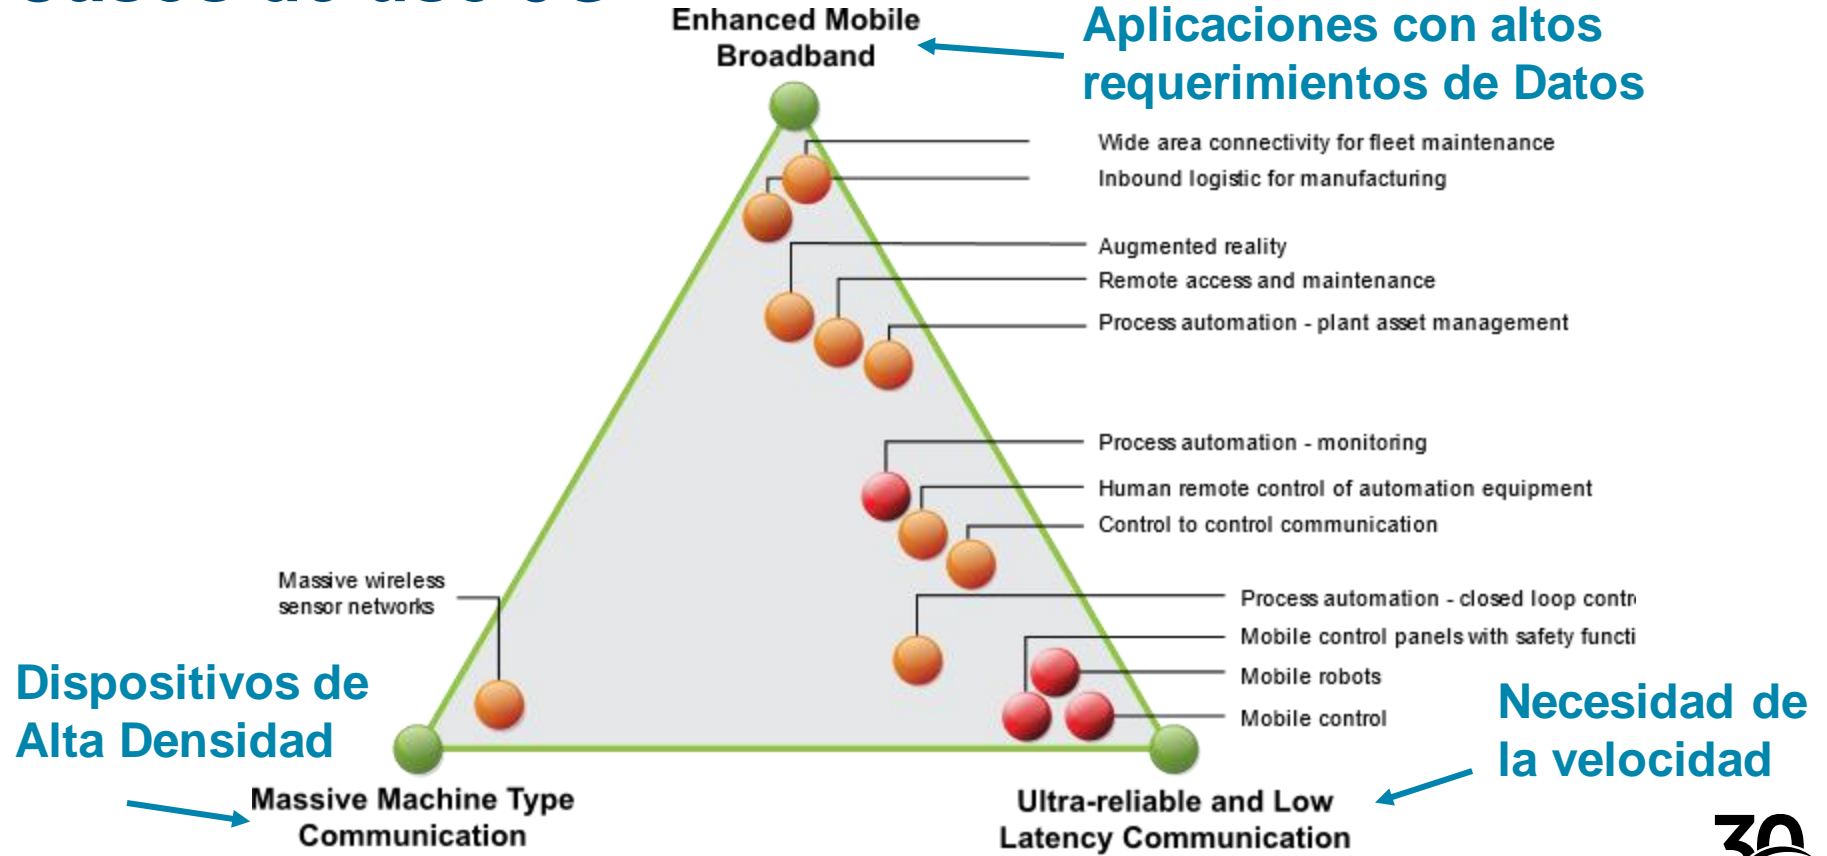 Enhanced Mobile
Broadband
Aplicaciones con altos
requerimientos de Datos
Wide area connectivity for fleet maintenance
Inbound logistic for manufacturing
Augmented reality
Remote access and maintenance
Process automation - plant asset management
Process automation - monitoring
Human remote control of automation equipment
Control to control communication
Massive wireless
sensor networks
Process automation - closed loop contr
Mobile control panels with safety functi
Mobile robots
Mobile control
Dispositivos de
Alta Densidad
Necesidad de
la velocidad
Massive Machine Type
Communication
Ultra-reliable and Low
Latency Communication
30